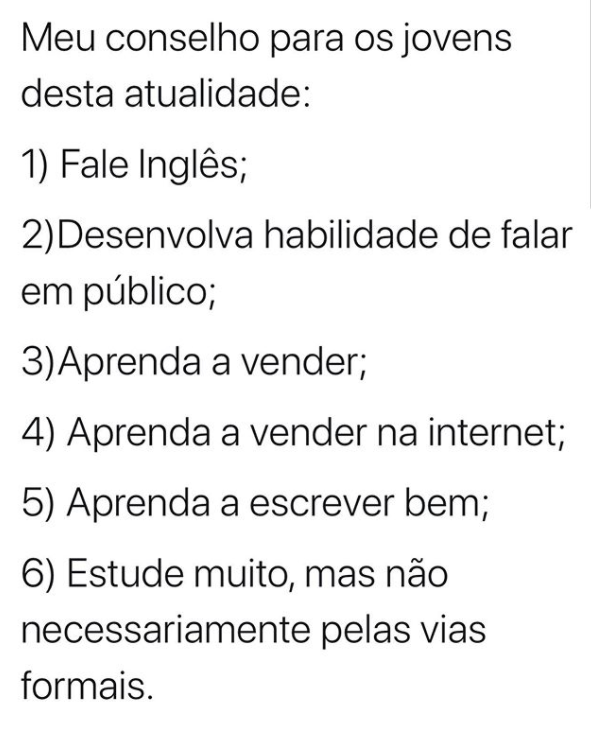 Meu conselho para os jovens
desta atualidade:
1) Fale Inglês;
2)Desenvolva habilidade de falar
em público;
3)Aprenda a vender;
4) Aprenda a vender na internet;
5) Aprenda a escrever bem;
6) Estude muito, mas não
necessariamente pelas vias
formais.